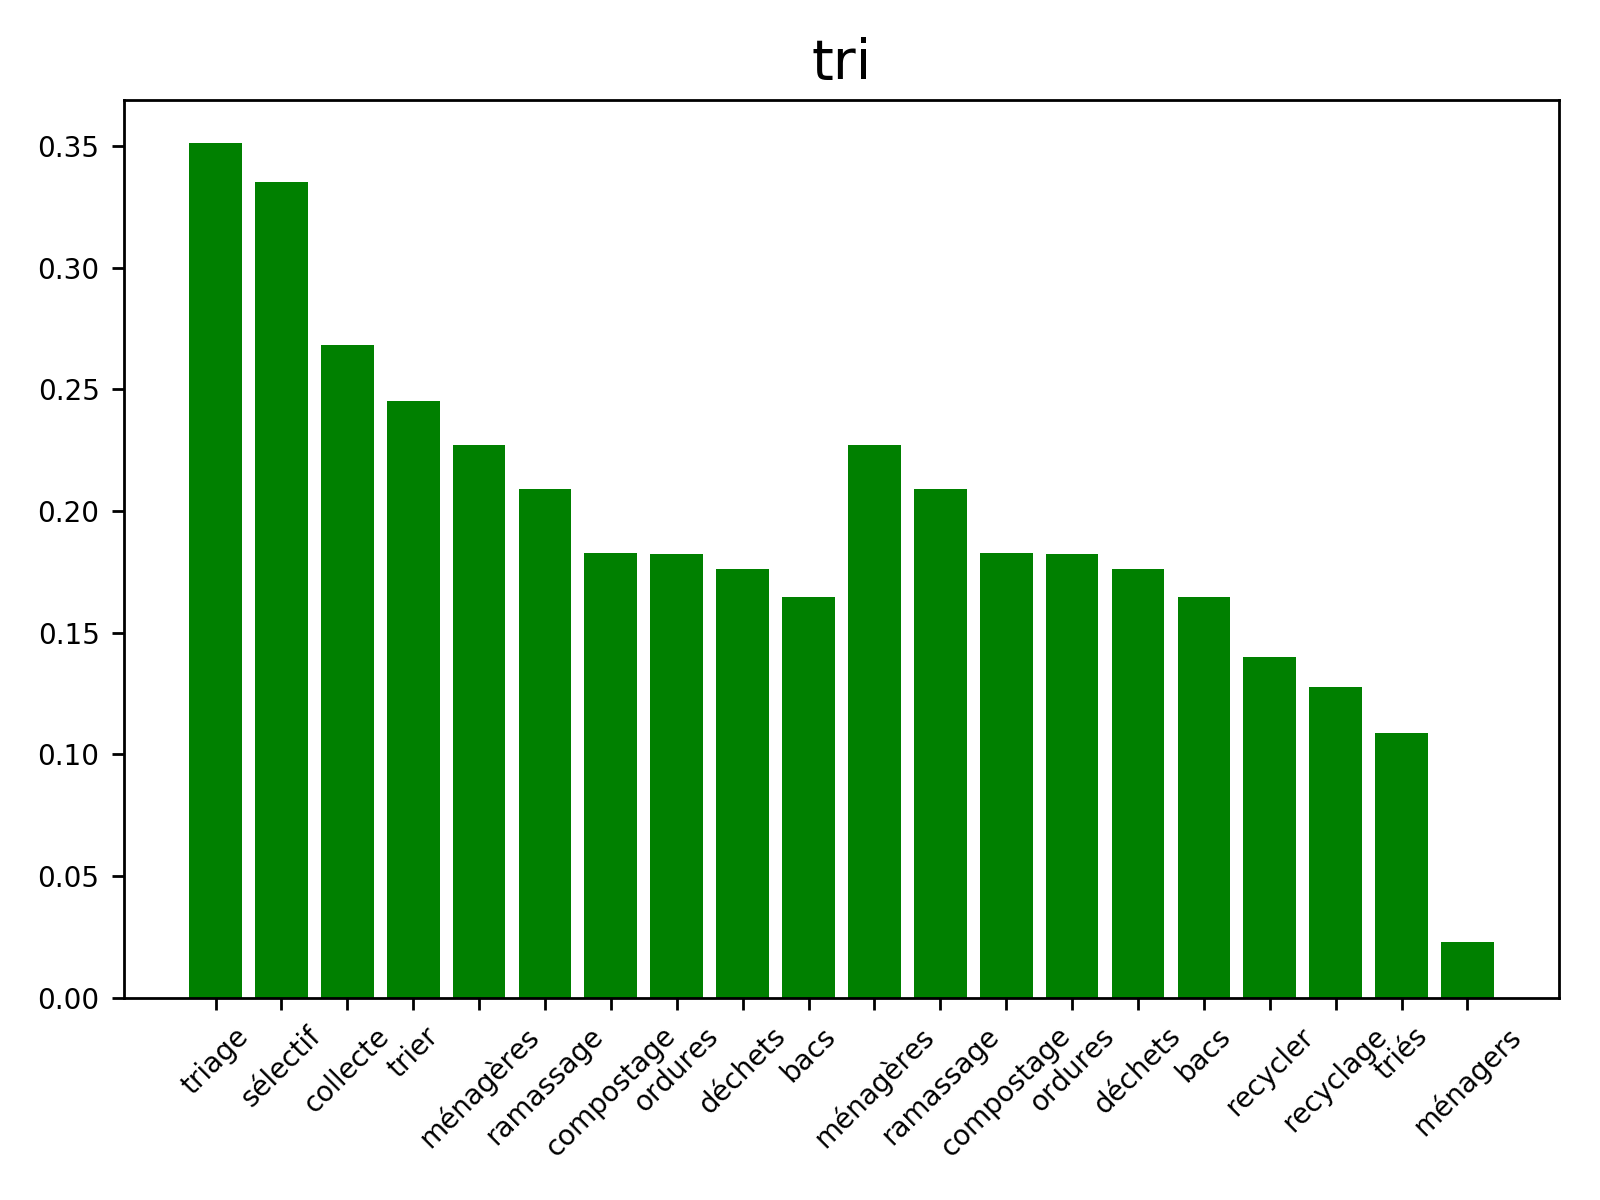 tri
0.35
0.30
0.25
0.20
0.15
0.10
0.05
0.00
triage
sélectif
collecte
trier
ménagères
ramassage
compostage
ordures
déchets
bacs
ménagères
ramassage
compostage
ordures
déchets
bacs
recycler
recyclage
triés
ménagers